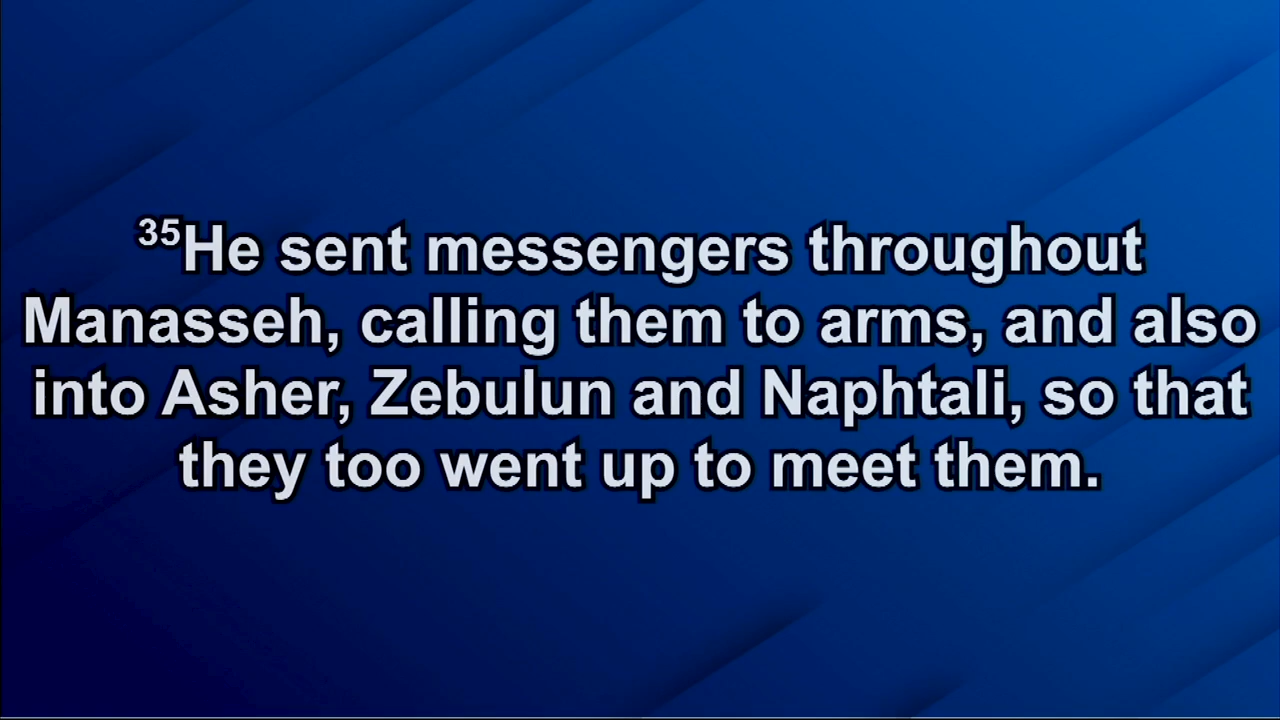 35He sent messengers throughout
Manasseh, calling them to arms, and also
into Asher, Zebulun and Naphtali, so that
they too went up to meet them.